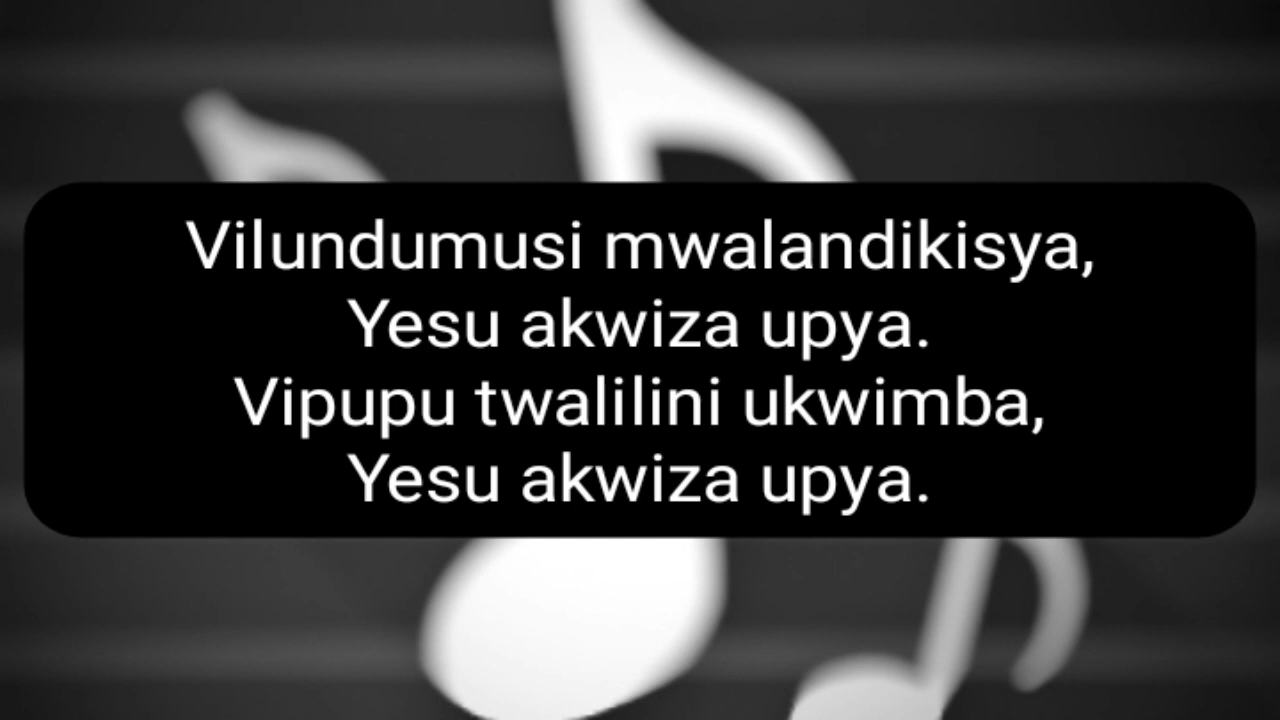 Vilundumusi mwalandikisya,
Yesu akwiza upya.
Vipupu twalilini ukwimba,
Yesu akwiza upya.